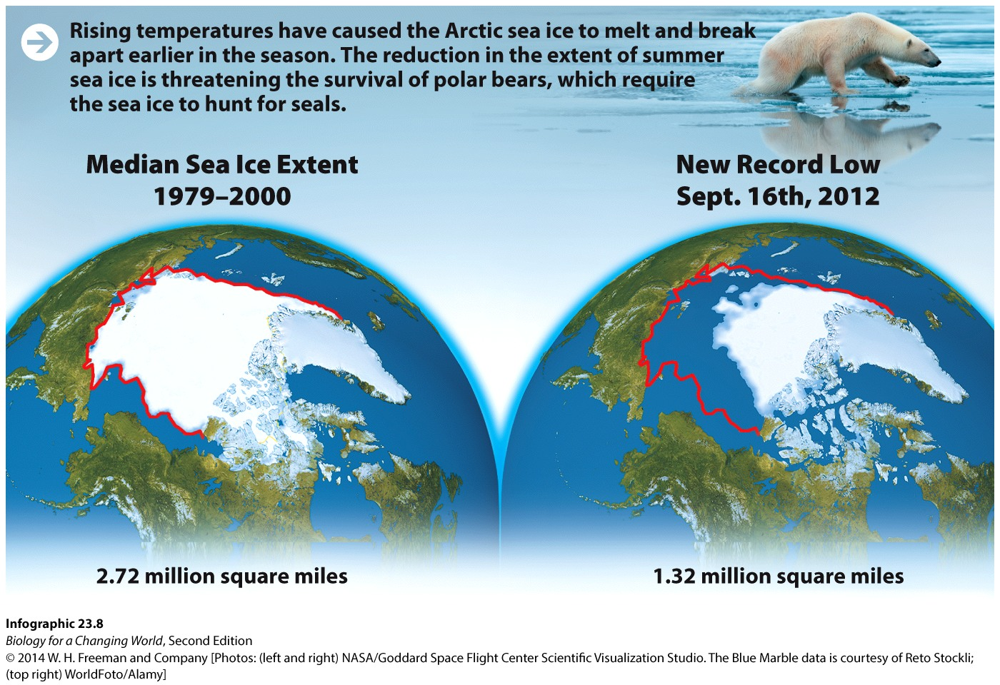 Rising temperatures have caused the Arctic sea ice to melt and break
apart earlier in the season. The reduction in the extent of summer
sea ice is threatening the survival of polar bears, which require
the sea ice to hunt for seals.
Median Sea Ice Extent
1979–2000
New Record Low
Sept. 16th, 2012
2.72 million square miles
1.32 million square miles
Infographic 23.8
Biology for a Changing World, Second Edition
© 2014 W. H. Freeman and Company [Photos: (left and right) NASA/Goddard Space Flight Center Scientific Visualization Studio. The Blue Marble data is courtesy of Reto Stockli;
(top right) WorldFoto/Alamy]